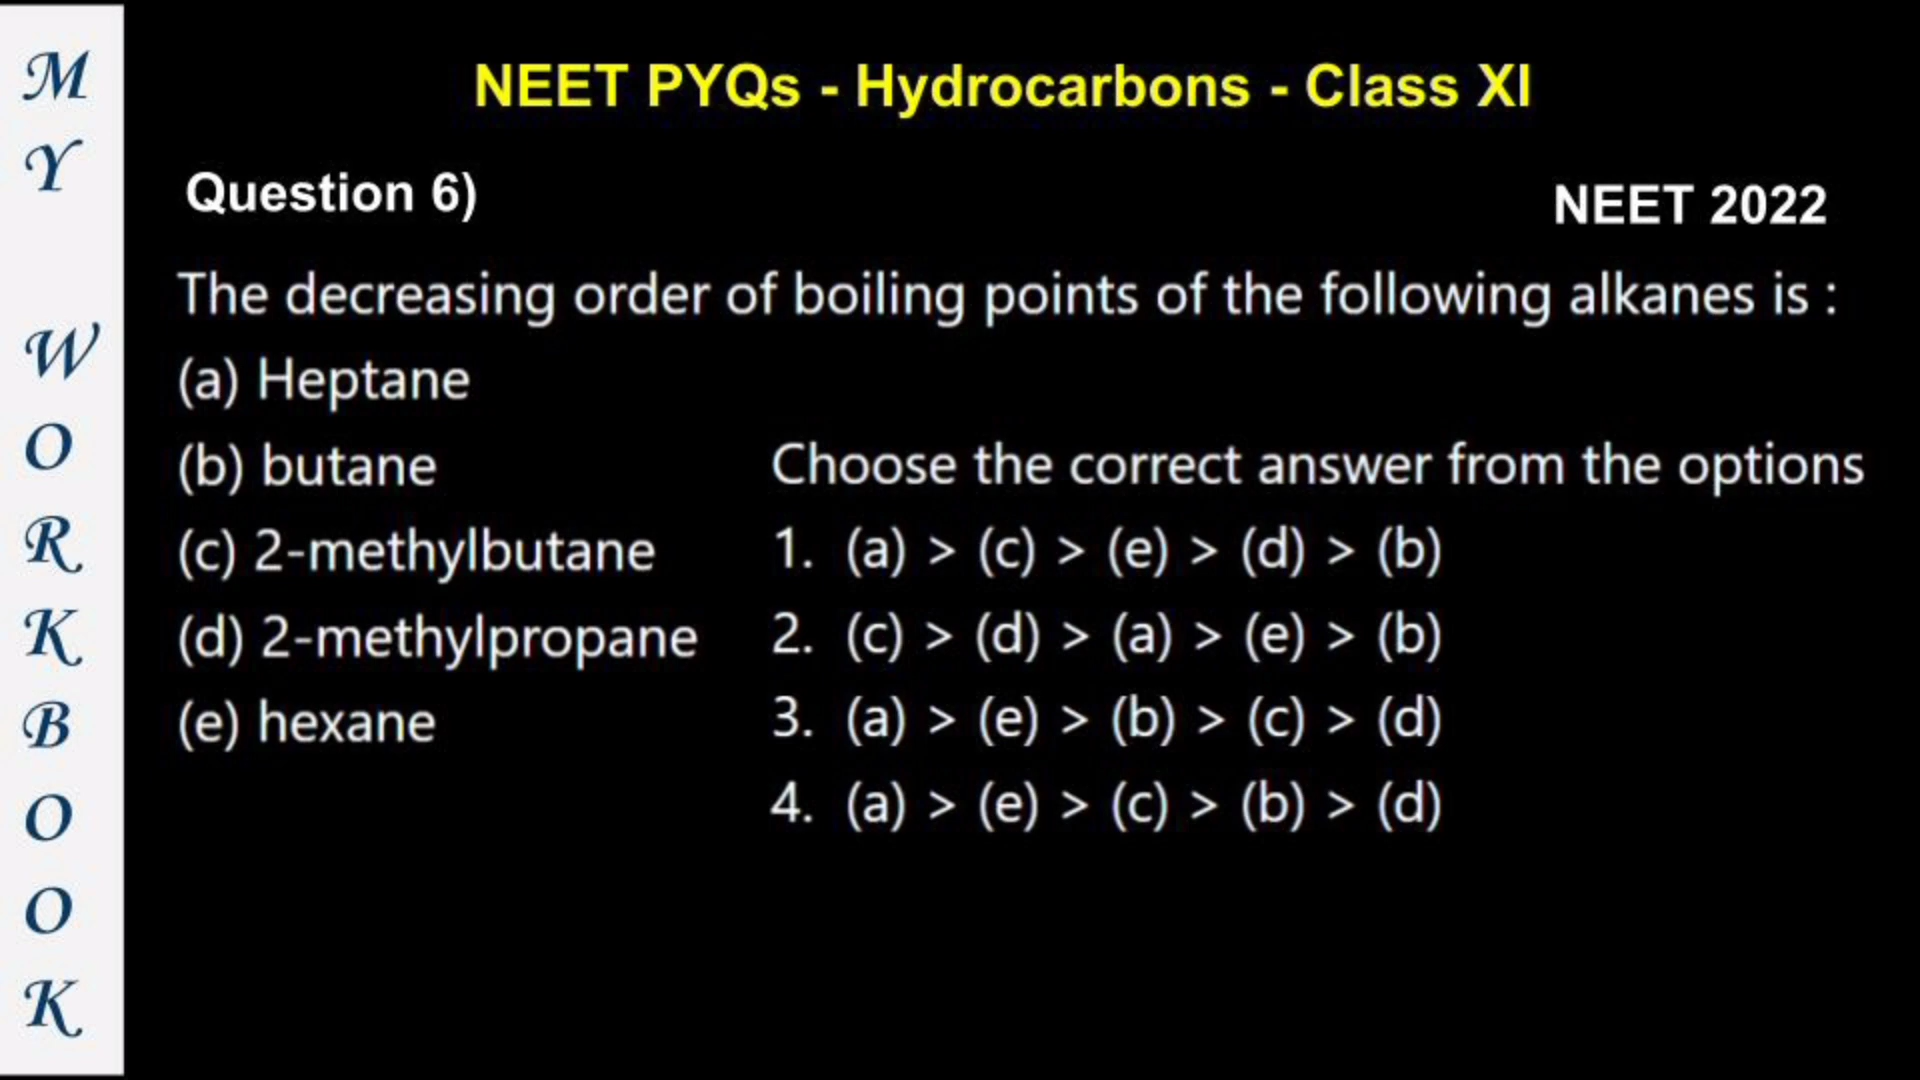 MY WORKBOOK
NEET PYQs - Hydrocarbons - Class XI
Question 6)
NEET 2022
The decreasing order of boiling points of the following alkanes is :
(a) Heptane
(b) butane
(c) 2-methylbutane
(d) 2-methylpropane
(e) hexane
Choose the correct answer from the options
1. (a) > (c) > (e) > (d) > (b)
2. (c) > (d) > (a) > (e) > (b)
3. (a) > (e) > (b) > (c) > (d)
4. (a) > (e) > (c) > (b) > (d)